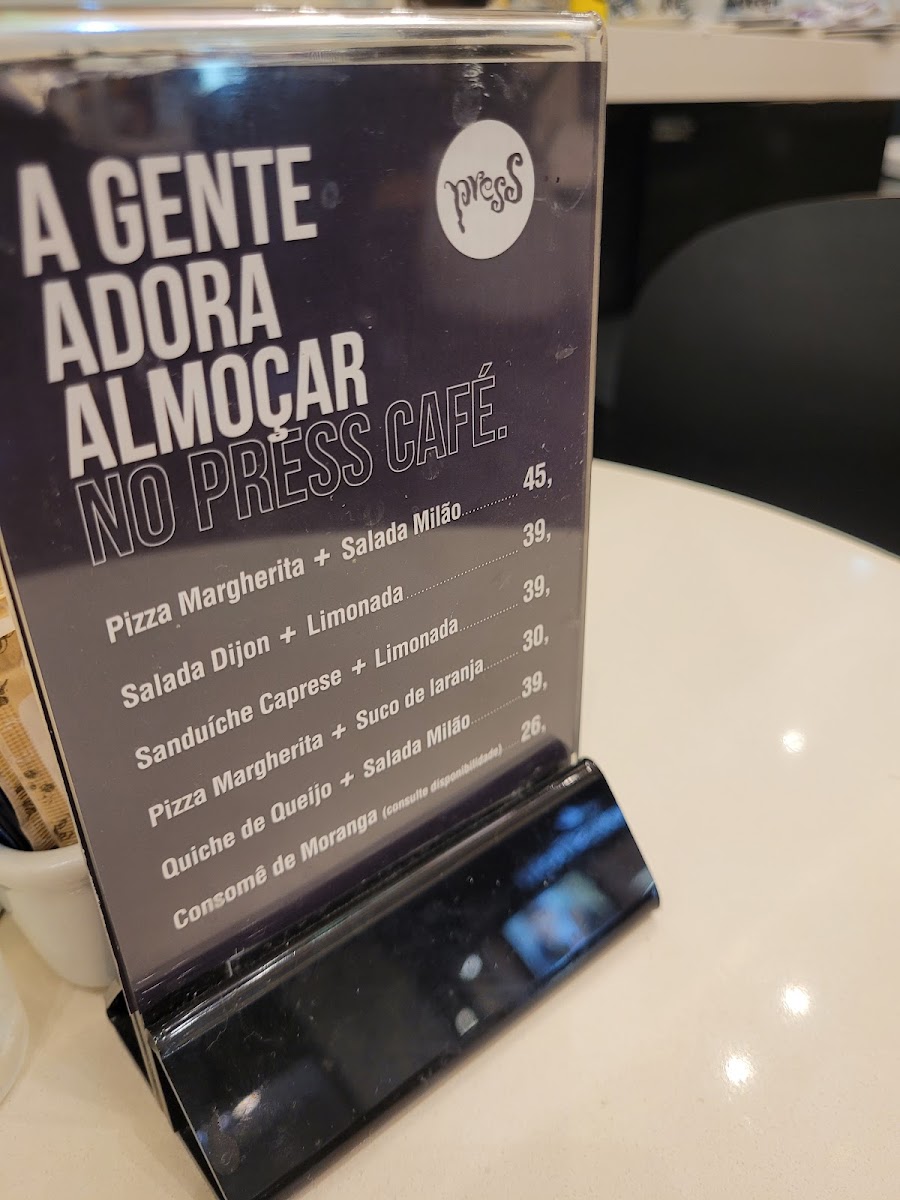 press
A GENTE
ADORA
ALMOÇAR
NO PRESS CAFÉ.
Pizza Margherita + Salada Milão.............. 45,
Salada Dijon + Limonada.............................. 39,
Sanduíche Caprese + Limonada............... 39,
Pizza Margherita + Suco de laranja......... 30,
Quiche de Queijo + Salada Milão............. 39,
Consomê de Moranga (consulte disponibilidade)..... 26,